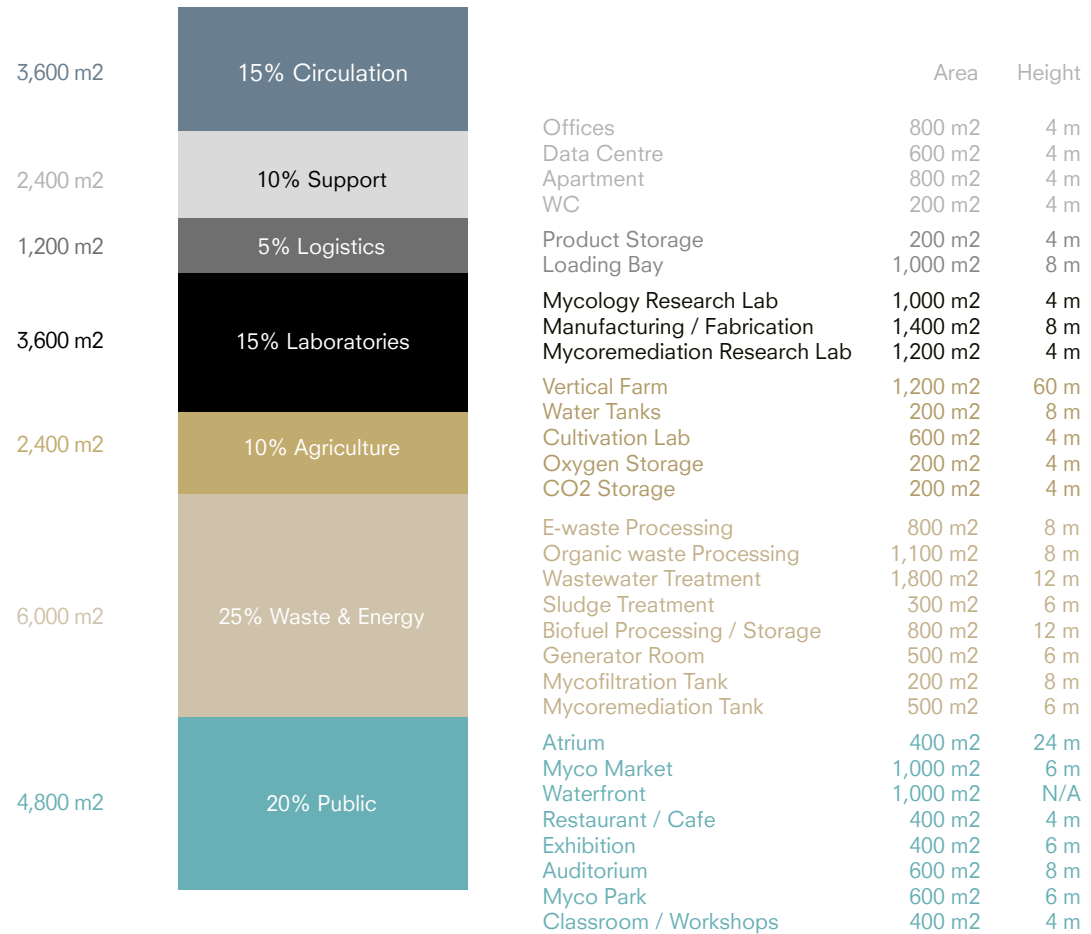 3,600 m2
15% Circulation
2,400 m2
10% Support
1,200 m2
5% Logistics
3,600 m2
15% Laboratories
2,400 m2
10% Agriculture
6,000 m2
25% Waste & Energy
4,800 m2
20% Public
Area Height
Offices 800 m2 4 m
Data Centre 600 m2 4 m
Apartment 800 m2 4 m
WC 200 m2 4 m
Product Storage 200 m2 4 m
Loading Bay 1,000 m2 8 m
Mycology Research Lab 1,000 m2 4 m
Manufacturing / Fabrication 1,400 m2 8 m
Mycoremediation Research Lab 1,200 m2 4 m
Vertical Farm 1,200 m2 60 m
Water Tanks 200 m2 8 m
Cultivation Lab 600 m2 4 m
Oxygen Storage 200 m2 4 m
CO2 Storage 200 m2 4 m
E-waste Processing 800 m2 8 m
Organic waste Processing 1,100 m2 8 m
Wastewater Treatment 1,800 m2 12 m
Sludge Treatment 300 m2 6 m
Biofuel Processing / Storage 800 m2 12 m
Generator Room 500 m2 6 m
Mycofiltration Tank 200 m2 8 m
Mycoremediation Tank 500 m2 6 m
Atrium 400 m2 24 m
Myco Market 1,000 m2 6 m
Waterfront 1,000 m2 N/A
Restaurant / Cafe 400 m2 4 m
Exhibition 400 m2 6 m
Auditorium 600 m2 8 m
Myco Park 600 m2 6 m
Classroom / Workshops 400 m2 4 m